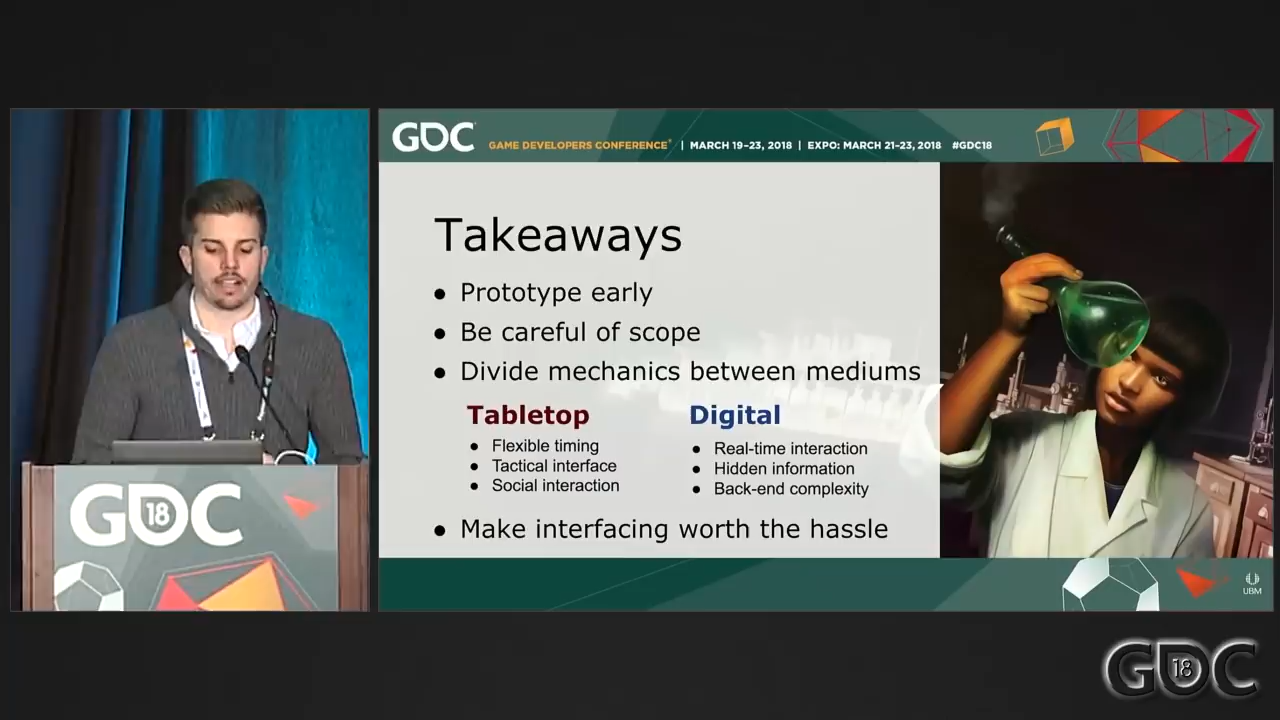 GDC
GAME DEVELOPERS CONFERENCE® | MARCH 19–23, 2018 | EXPO: MARCH 21–23, 2018 #GDC18
Takeaways
• Prototype early
• Be careful of scope
• Divide mechanics between mediums
Tabletop
• Flexible timing
• Tactical interface
• Social interaction
Digital
• Real-time interaction
• Hidden information
• Back-end complexity
• Make interfacing worth the hassle
GDC
18
UBM
GDC
18